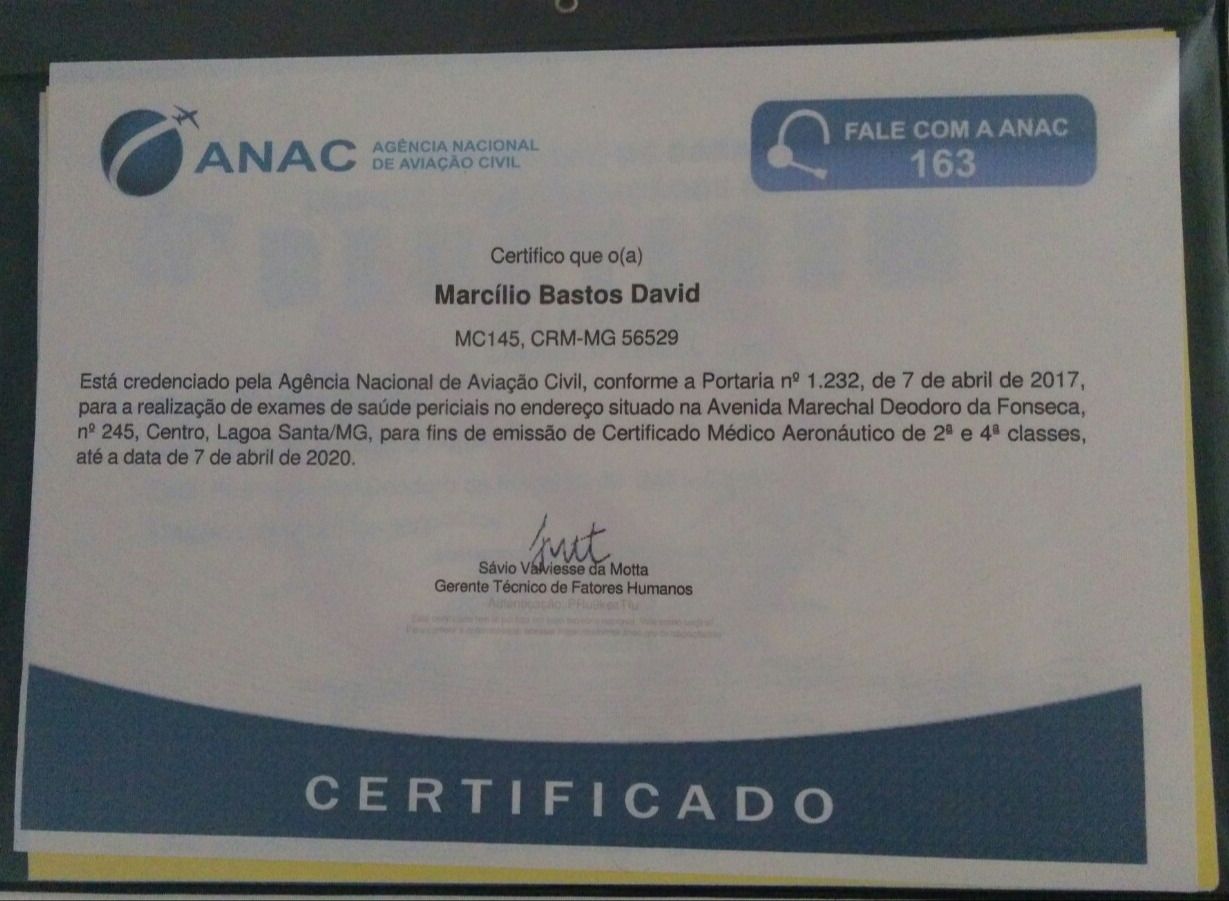 ANAC
AGÊNCIA NACIONAL
DE AVIAÇÃO CIVIL
FALE COM A ANAC
163
Certifico que o(a)
Marcílio Bastos David
MC145, CRM-MG 56529
Está credenciado pela Agência Nacional de Aviação Civil, conforme a Portaria nº 1.232, de 7 de abril de 2017,
para a realização de exames de saúde periciais no endereço situado na Avenida Marechal Deodoro da Fonseca,
nº 245, Centro, Lagoa Santa/MG, para fins de emissão de Certificado Médico Aeronáutico de 2ª e 4ª classes,
até a data de 7 de abril de 2020.
Sávio Valviesse da Motta
Gerente Técnico de Fatores Humanos
CERTIFICADO